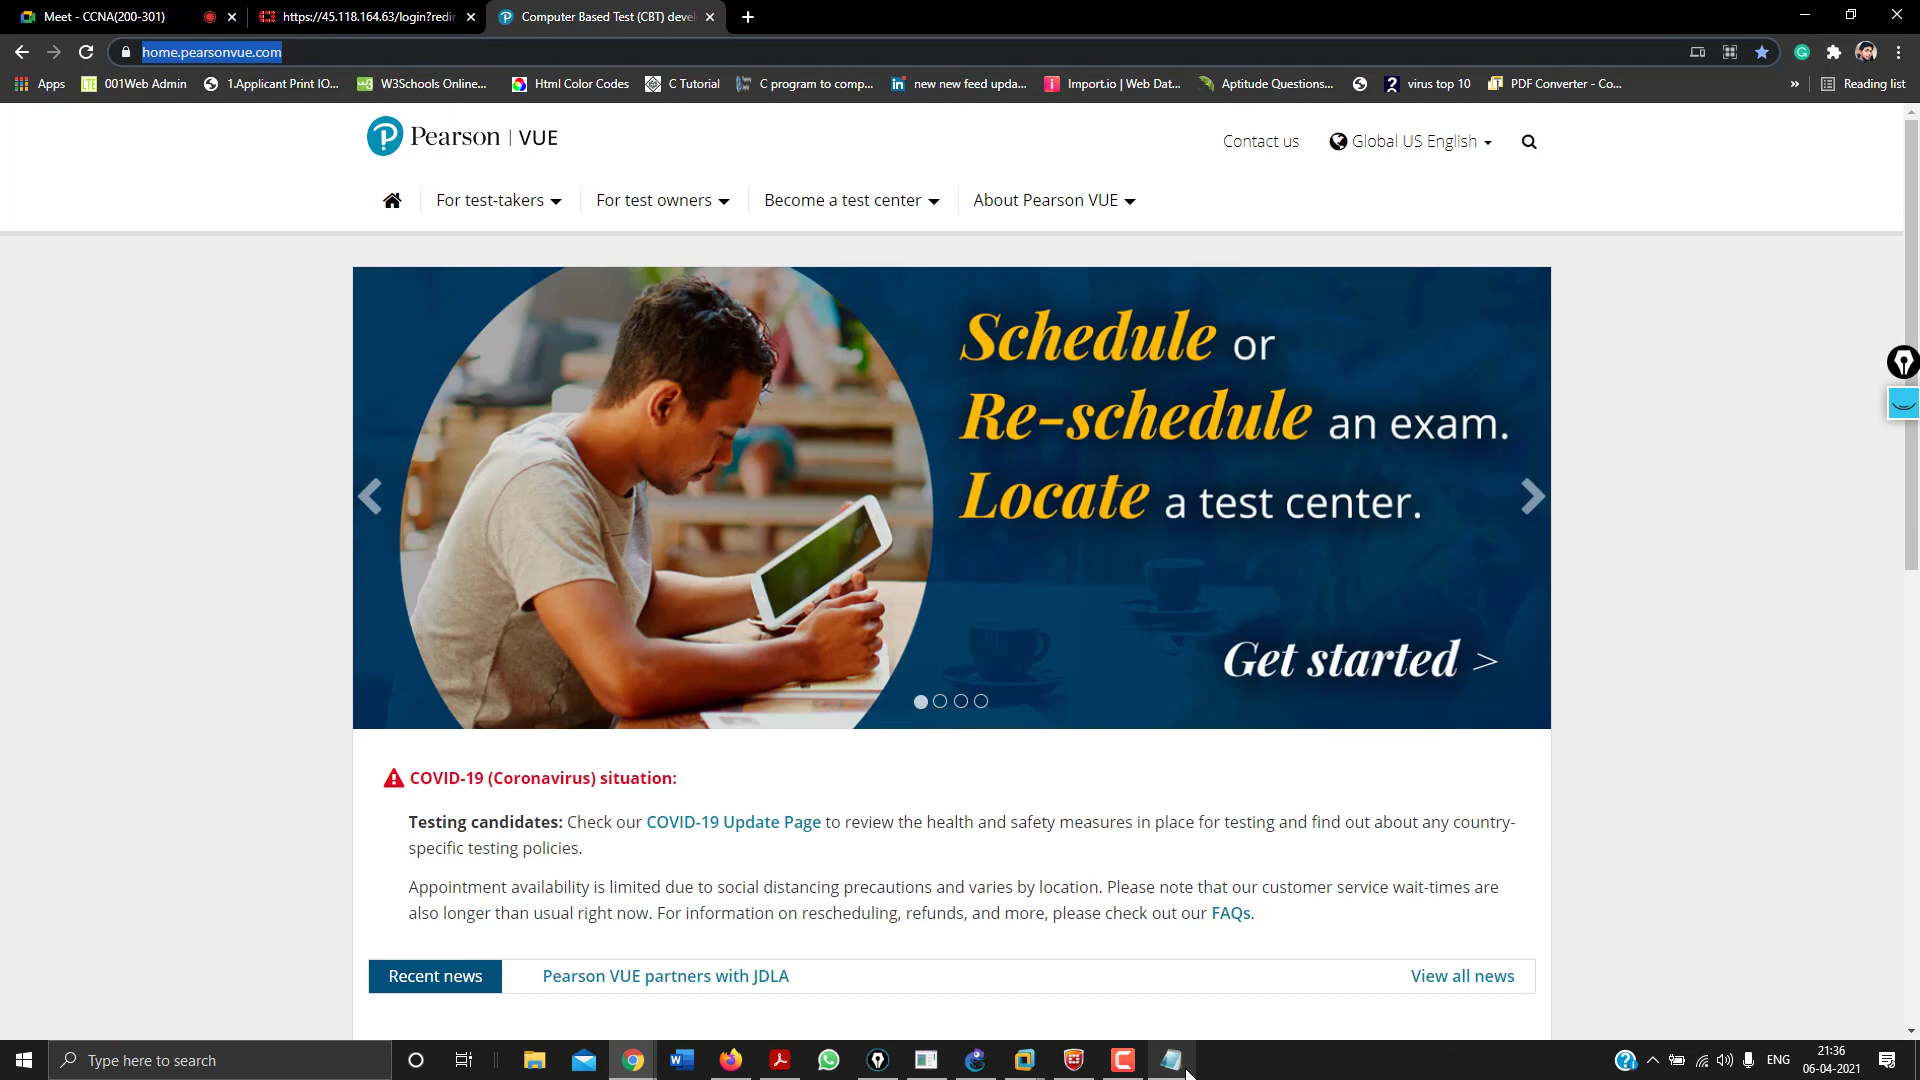 Meet - CCNA(200-301)
https://45.118.164.63/login?redir
Computer Based Test (CBT) deve
home.pearsonvue.com
Apps
001Web Admin
1.Applicant Print IO...
W3Schools Online...
Html Color Codes
C Tutorial
C program to comp...
new new feed upda...
Import.io | Web Dat...
Aptitude Questions...
virus top 10
PDF Converter - Co...
»
Reading list
Pearson | VUE
Contact us
Global US English
For test-takers
For test owners
Become a test center
About Pearson VUE
Schedule or
Re-schedule an exam.
Locate a test center.
Get started >
COVID-19 (Coronavirus) situation:
Testing candidates: Check our COVID-19 Update Page to review the health and safety measures in place for testing and find out about any country-
specific testing policies.
Appointment availability is limited due to social distancing precautions and varies by location. Please note that our customer service wait-times are
also longer than usual right now. For information on rescheduling, refunds, and more, please check out our FAQs.
Recent news
Pearson VUE partners with JDLA
View all news
Type here to search
ENG
21:36
06-04-2021